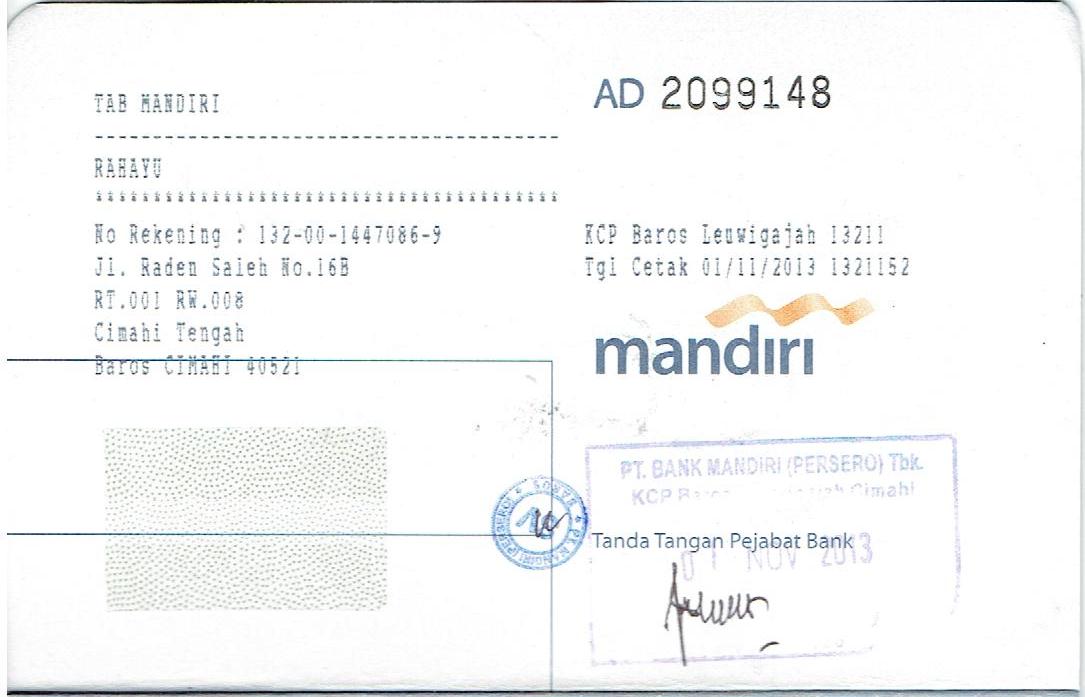 TAB MANDIRI
RAHAYU
No Rekening : 132-00-1447086-9
Jl. Raden Saleh No.16B
RT.001 RW.008
Cimahi Tengah
Baros CIMAHI 40521
AD 2099148
KCP Baros Leuwigajah 13211
Tgl Cetak 01/11/2013 1321152
mandiri
PT. BANK MANDIRI (PERSERO) Tbk.
KCP Cimahi
Tanda Tangan Pejabat Bank
01 NOV 2013
BAROS